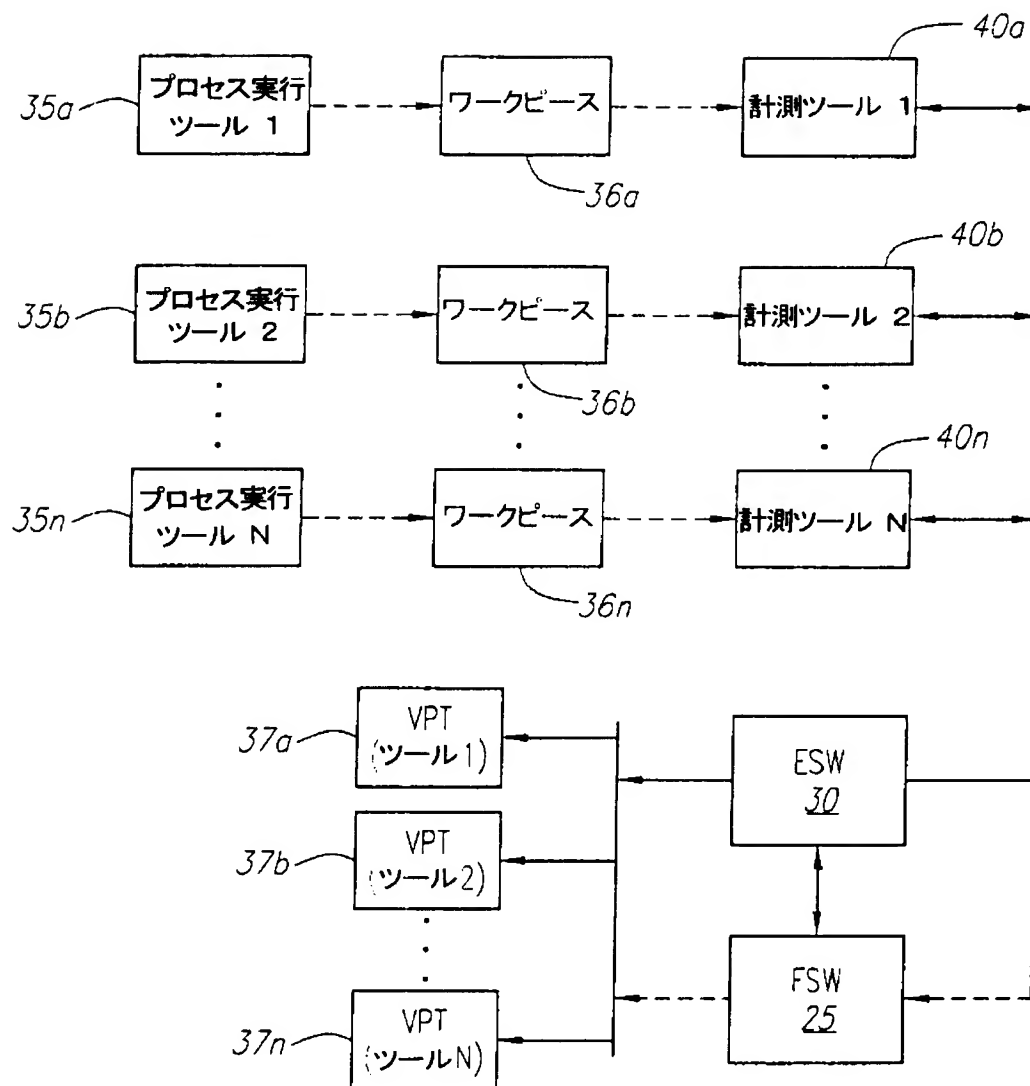 40a
プロセス実行
ツール 1
ワークピース
計測ツール 1
35a
36a
40b
プロセス実行
ツール 2
ワークピース
計測ツール 2
35b
36b
40n
プロセス実行
ツール N
ワークピース
計測ツール N
35n
36n
37a
VPT
(ツール1)
ESW
30
37b
VPT
(ツール2)
FSW
25
37n
VPT
(ツールN)